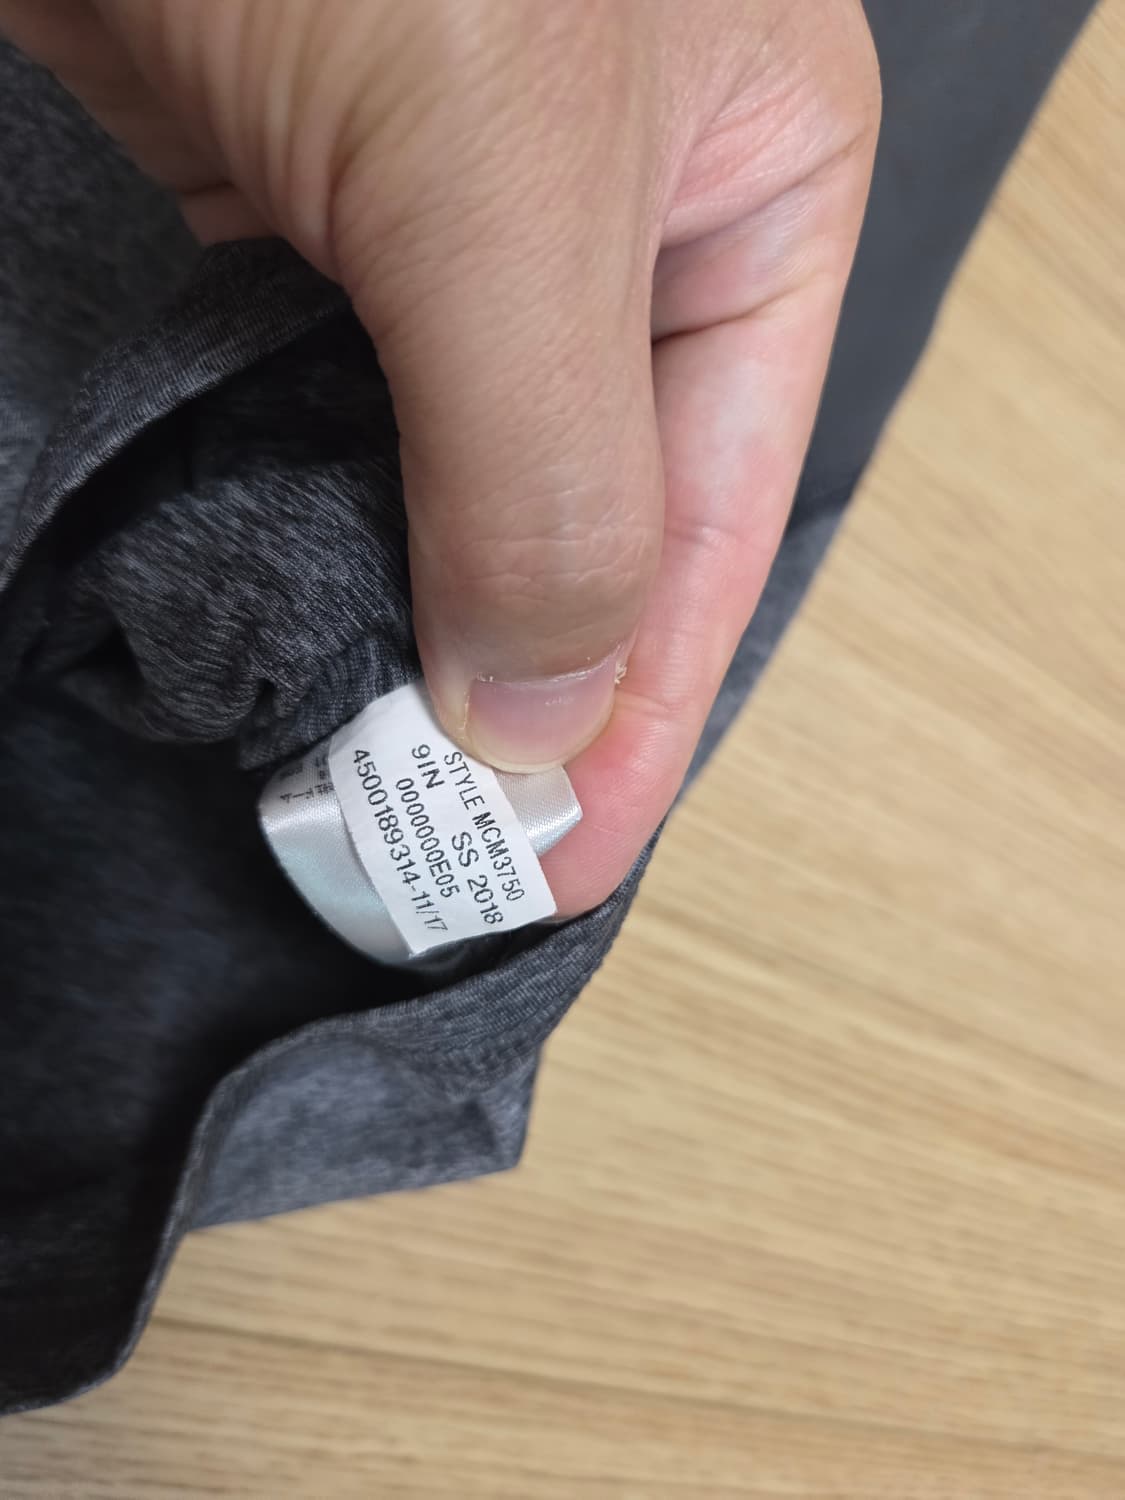 STYLE MCM3750
9IN SS 2018
0000000E05
4500189314-11/17